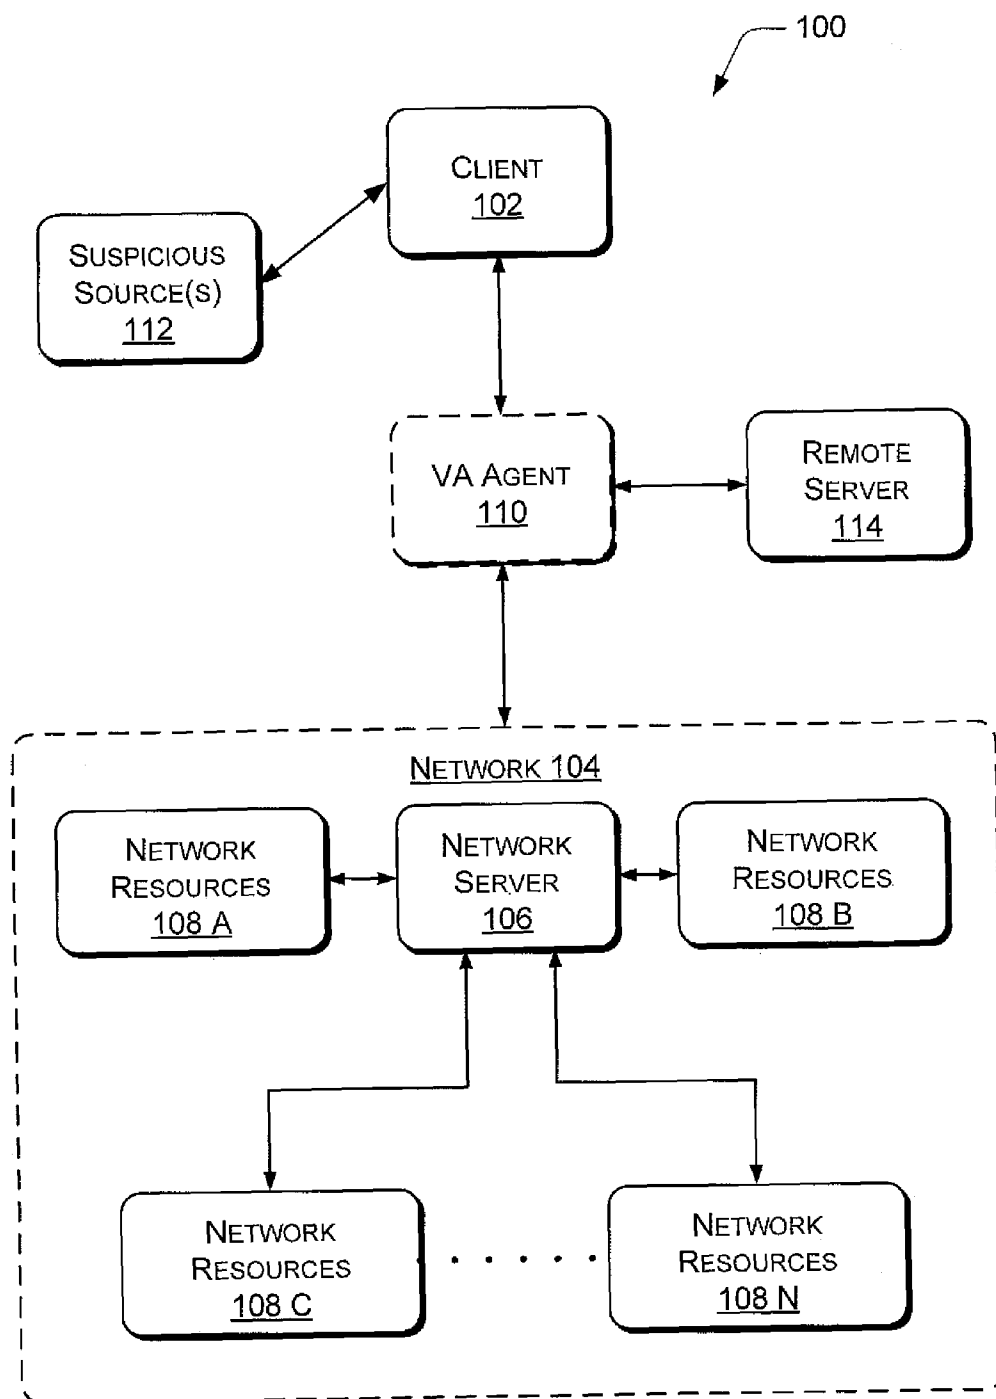 100
CLIENT
102
SUSPICIOUS
SOURCE(S)
112
VA AGENT
110
REMOTE
SERVER
114
NETWORK 104
NETWORK
RESOURCES
108 A
NETWORK
SERVER
106
NETWORK
RESOURCES
108 B
NETWORK
RESOURCES
108 C
. . . . . .
NETWORK
RESOURCES
108 N